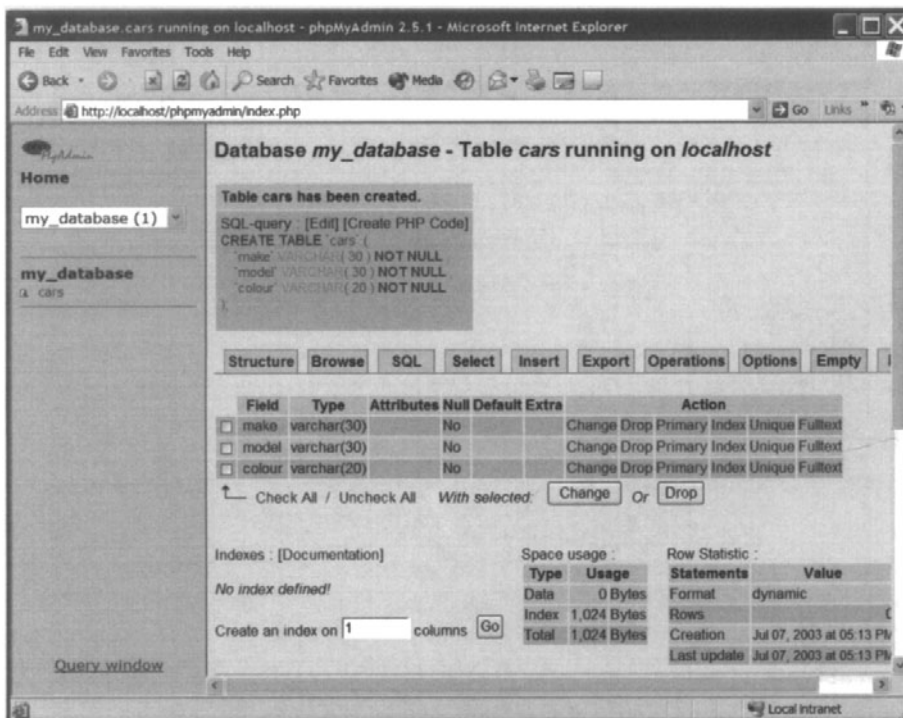 my_database.cars running on localhost - phpMyAdmin 2.5.1 - Microsoft Internet Explorer
File Edit View Favorites Tools Help
Back Search Favorites Media
Address http://localhost/phpmyadmin/index.php Go Links »
MyAdmin
Home
my_database (1)
my_database
cars
Query window
Database my_database - Table cars running on localhost
Table cars has been created.
SQL-query : [Edit] [Create PHP Code]
CREATE TABLE `cars` (
`make` VARCHAR( 30 ) NOT NULL ,
`model` VARCHAR( 30 ) NOT NULL ,
`colour` VARCHAR( 20 ) NOT NULL
);
Structure Browse SQL Select Insert Export Operations Options Empty
Field Type Attributes Null Default Extra Action
make varchar(30) No Change Drop Primary Index Unique Fulltext
model varchar(30) No Change Drop Primary Index Unique Fulltext
colour varchar(20) No Change Drop Primary Index Unique Fulltext
Check All / Uncheck All With selected: Change Or Drop
Indexes : [Documentation]
No index defined!
Create an index on 1 columns Go
Space usage :
Type Usage
Data 0 Bytes
Index 1,024 Bytes
Total 1,024 Bytes
Row Statistic :
Statements Value
Format dynamic
Rows
Creation Jul 07, 2003 at 05:13 PM
Last update Jul 07, 2003 at 05:13 PM
Local intranet